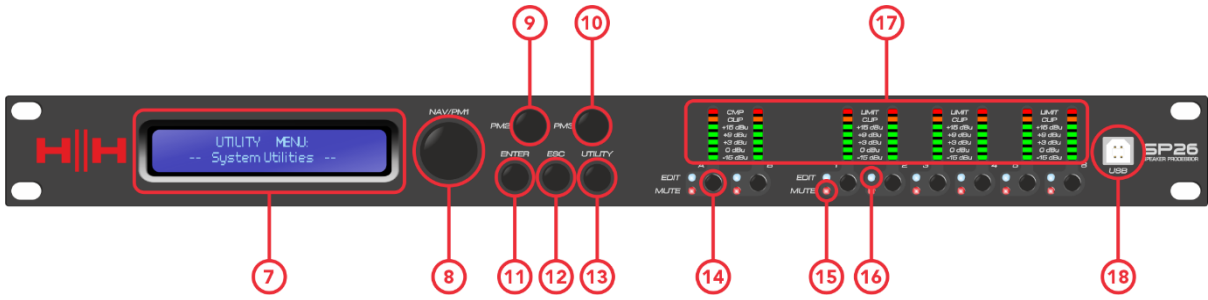 9 10 17
NAV/PM1
PM2 PM3
UTILITY MENU:
-- System Utilities --
ENTER ESC UTILITY
CMP LIMIT LIMIT LIMIT
CLIP CLIP CLIP CLIP
+15 dBu +15 dBu +15 dBu +15 dBu
+9 dBu +9 dBu +9 dBu +9 dBu
+3 dBu +3 dBu +3 dBu +3 dBu
0 dBu 0 dBu 0 dBu 0 dBu
-15 dBu -15 dBu -15 dBu -15 dBu
SP26
SPEAKER PROCESSOR
USB
EDIT EDIT
MUTE MUTE
7 8 11 12 13 14 15 16 18